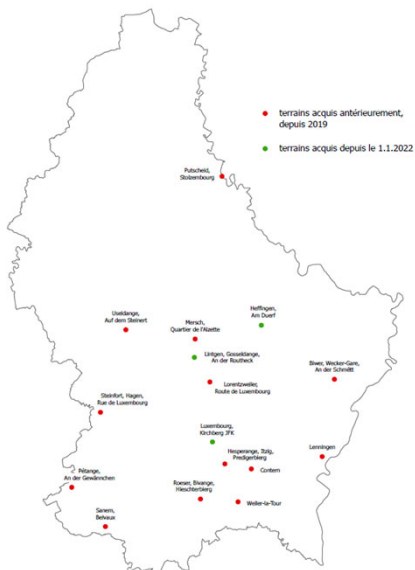 terrains acquis antérieurement,
depuis 2019
terrains acquis depuis le 1.1.2022
Putscheid,
Stolzembourg
Useldange,
Auf dem Steinert
Mersch,
Quartier de l'Alzette
Heffingen,
Am Duerf
Lintgen, Gosseldange,
An der Routheck
Biwer, Wecker-Gare,
An der Schmëtt
Lorentzweiler,
Route de Luxembourg
Steinfort, Hagen,
Rue de Luxembourg
Luxembourg,
Kirchberg JFK
Lenningen
Hesperange, Itzig,
Predigerbierg
Contern
Pétange,
An der Gewännchen
Roeser, Bivange,
Hieschterbierg
Weiler-la-Tour
Sanem,
Belvaux